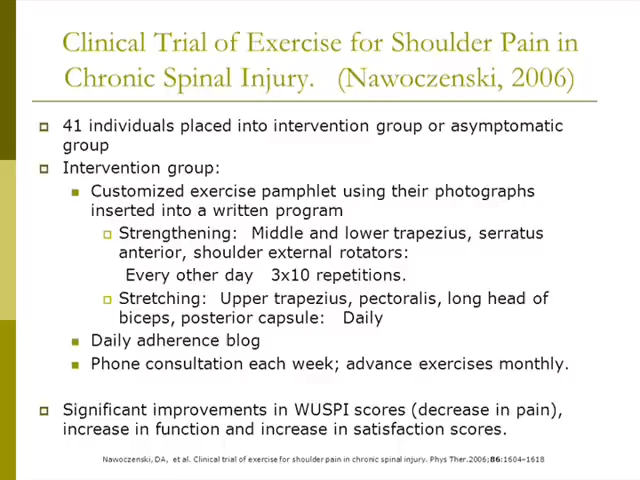 Clinical Trial of Exercise for Shoulder Pain in
Chronic Spinal Injury. (Nawoczenski, 2006)
41 individuals placed into intervention group or asymptomatic
group
Intervention group:
Customized exercise pamphlet using their photographs
inserted into a written program
Strengthening: Middle and lower trapezius, serratus
anterior, shoulder external rotators:
Every other day 3x10 repetitions.
Stretching: Upper trapezius, pectoralis, long head of
biceps, posterior capsule: Daily
Daily adherence blog
Phone consultation each week; advance exercises monthly.
Significant improvements in WUSPI scores (decrease in pain),
increase in function and increase in satisfaction scores.
Nawoczenski, DA, et al. Clinical trial of exercise for shoulder pain in chronic spinal injury. Phys Ther.2006;86:1604–1618